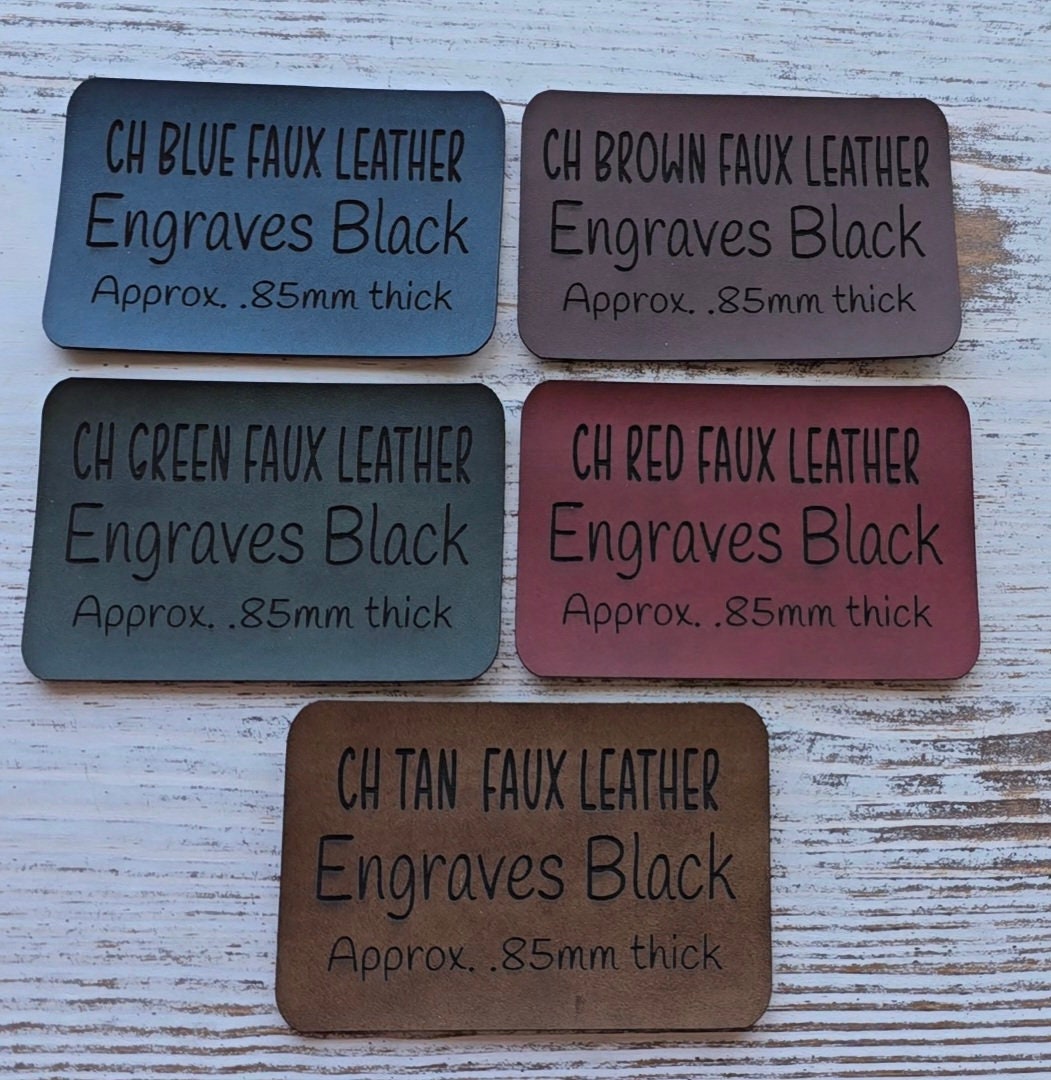 CH BLUE FAUX LEATHER
Engraves Black
Approx. .85mm thick
CH BROWN FAUX LEATHER
Engraves Black
Approx. .85mm thick
CH GREEN FAUX LEATHER
Engraves Black
Approx. .85mm thick
CH RED FAUX LEATHER
Engraves Black
Approx. .85mm thick
CH TAN FAUX LEATHER
Engraves Black
Approx. .85mm thick